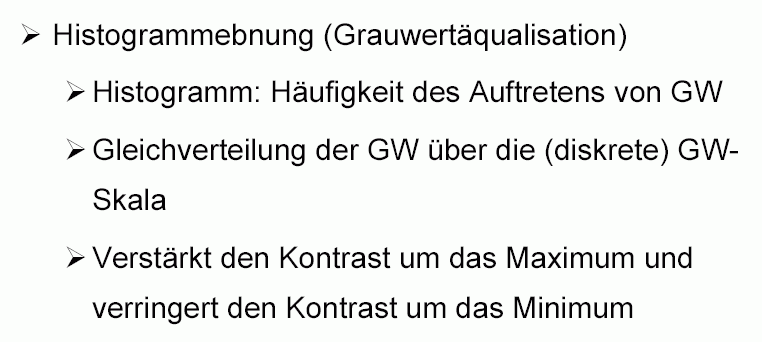 ➢ Histogrammebnung (Grauwertäqualisation)
➢ Histogramm: Häufigkeit des Auftretens von GW
➢ Gleichverteilung der GW über die (diskrete) GW-
Skala
➢ Verstärkt den Kontrast um das Maximum und
verringert den Kontrast um das Minimum